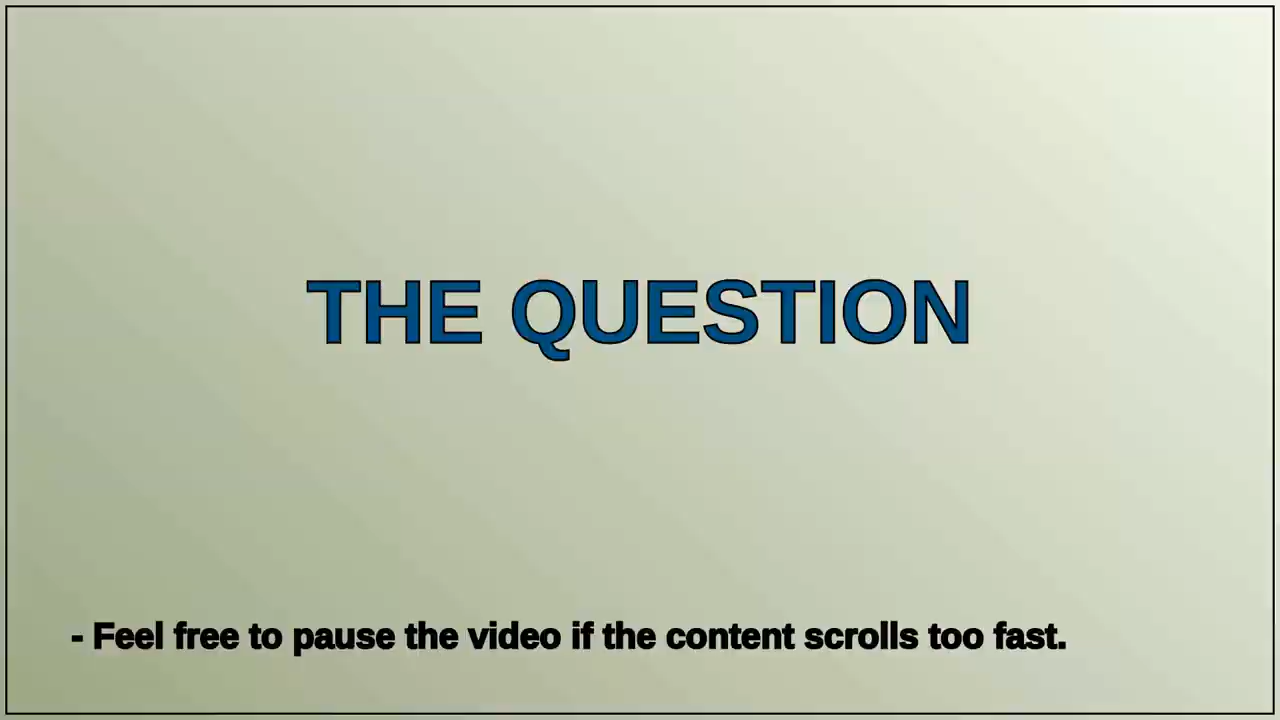 THE QUESTION
- Feel free to pause the video if the content scrolls too fast.